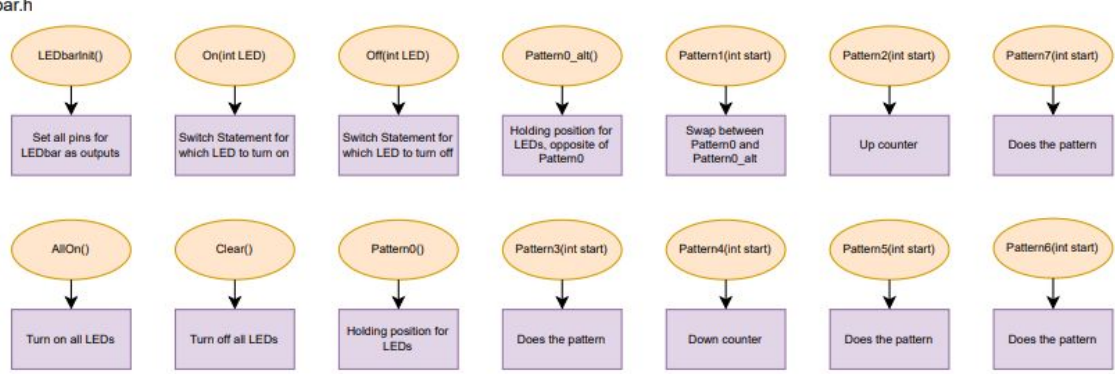 bar.h
LEDbarInit()
On(int LED)
Off(int LED)
Pattern0_alt()
Pattern1(int start)
Pattern2(int start)
Pattern7(int start)
Set all pins for
LEDbar as outputs
Switch Statement for
which LED to turn on
Switch Statement for
which LED to turn off
Holding position for
LEDs, opposite of
Pattern0
Swap between
Pattern0 and
Pattern0_alt
Up counter
Does the pattern
AllOn()
Clear()
Pattern0()
Pattern3(int start)
Pattern4(int start)
Pattern5(int start)
Pattern6(int start)
Turn on all LEDs
Turn off all LEDs
Holding position for
LEDs
Does the pattern
Down counter
Does the pattern
Does the pattern